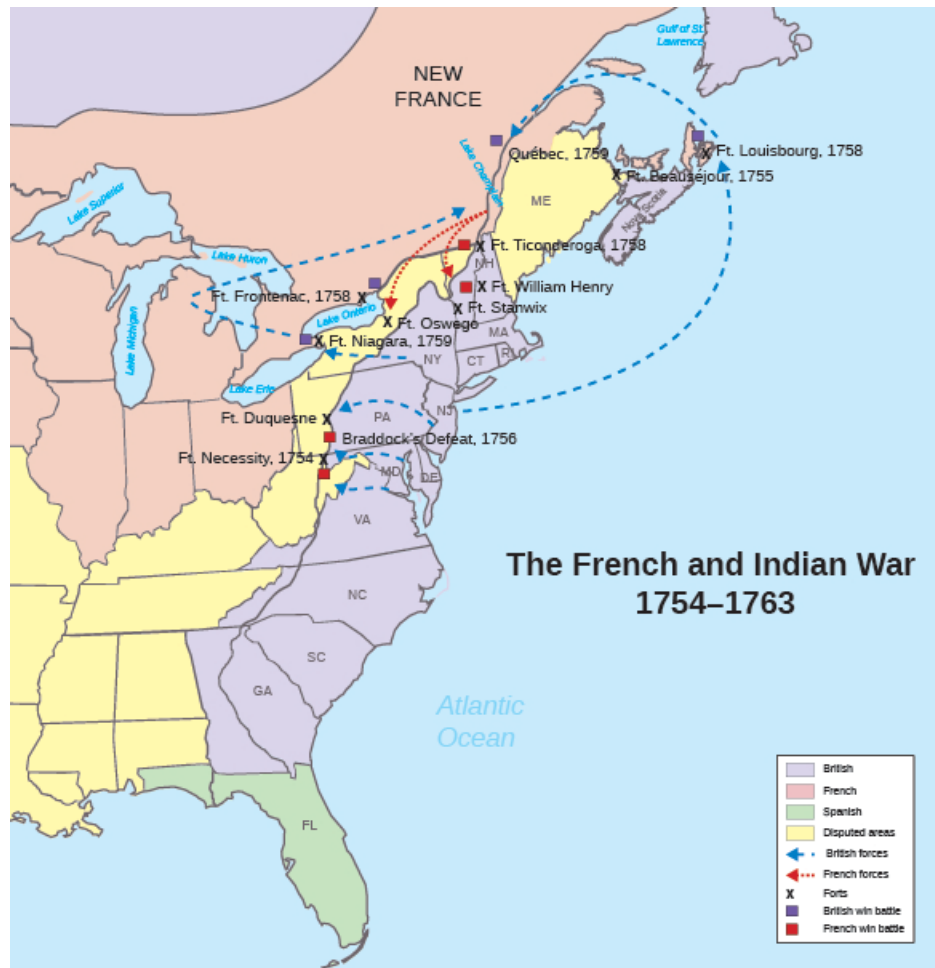 Gulf of St.
Lawrence
NEW
FRANCE
Lake Champlain
Québec, 1759
Ft. Louisbourg, 1758
Ft. Beauséjour, 1755
Lake Superior
ME
Nova Scotia
Lake Huron
Ft. Ticonderoga, 1758
NH
Ft. Frontenac, 1758
Ft. William Henry
Ft. Stanwix
Lake Ontario
Ft. Oswego
Lake Michigan
Ft. Niagara, 1759
MA
NY
CT
RI
Lake Erie
Ft. Duquesne
PA
NJ
Braddock's Defeat, 1756
Ft. Necessity, 1754
MD
DE
VA
The French and Indian War
1754–1763
NC
SC
GA
Atlantic
Ocean
FL
British
French
Spanish
Disputed areas
British forces
French forces
X Forts
British win battle
French win battle